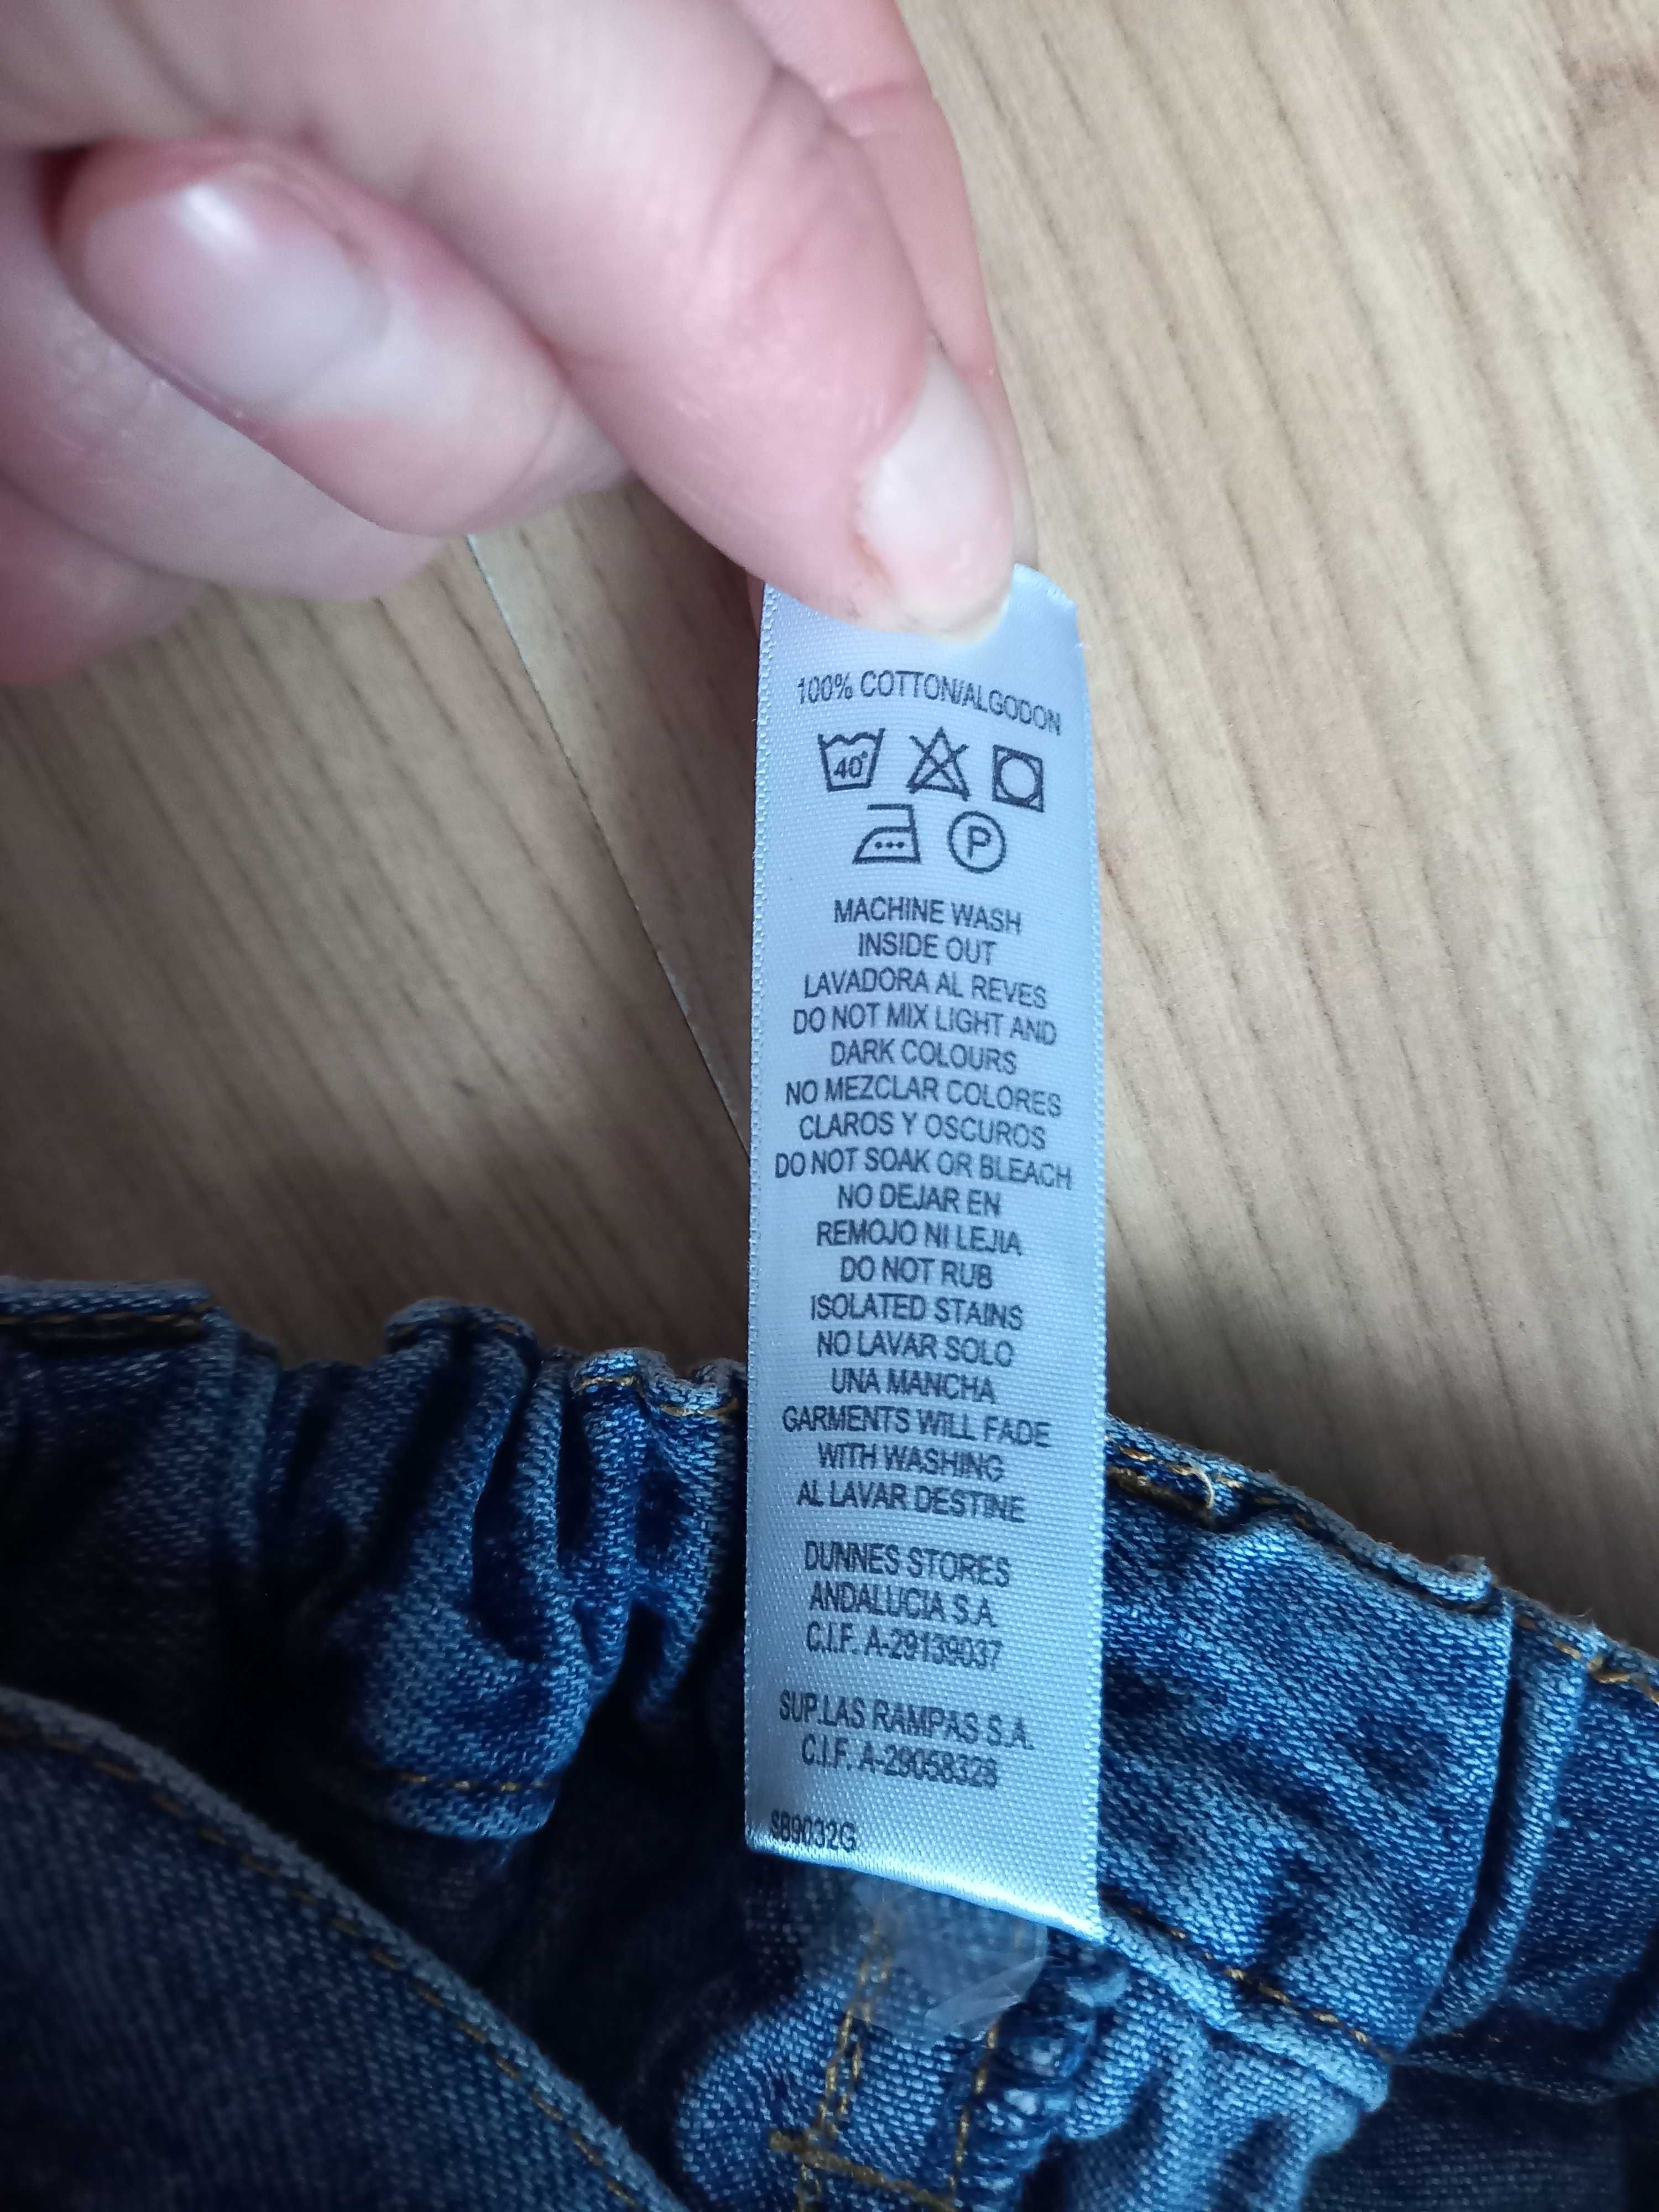 100% COTTON/ALGODON
40°
P
MACHINE WASH
INSIDE OUT
LAVADORA AL REVES
DO NOT MIX LIGHT AND
DARK COLOURS
NO MEZCLAR COLORES
CLAROS Y OSCUROS
DO NOT SOAK OR BLEACH
NO DEJAR EN
REMOJO NI LEJIA
DO NOT RUB
ISOLATED STAINS
NO LAVAR SOLO
UNA MANCHA
GARMENTS WILL FADE
WITH WASHING
AL LAVAR DESTINE
DUNNES STORES
ANDALUCIA S.A.
C.I.F. A-29139037
SUP.LAS RAMPAS S.A.
C.I.F. A-29058328
SB9032G